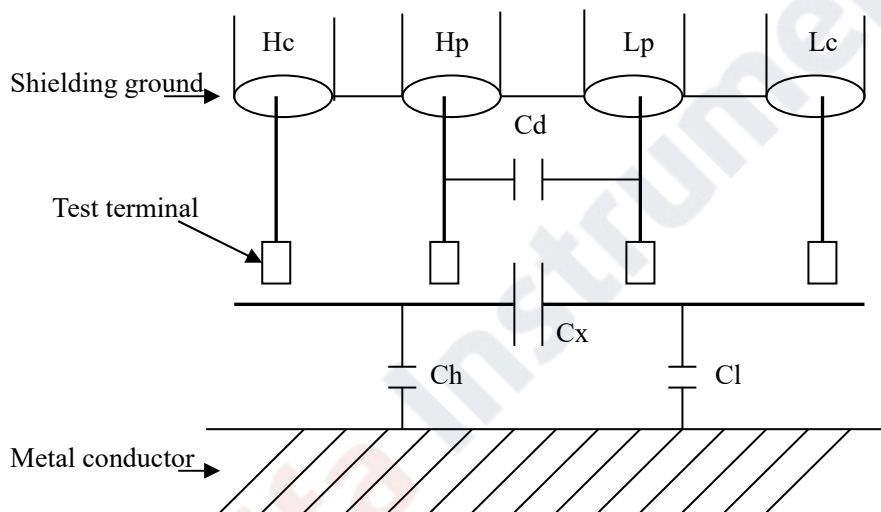 Hc Hp Lp Lc
Shielding ground
Cd
Test terminal
Cx
Ch Cl
Metal conductor